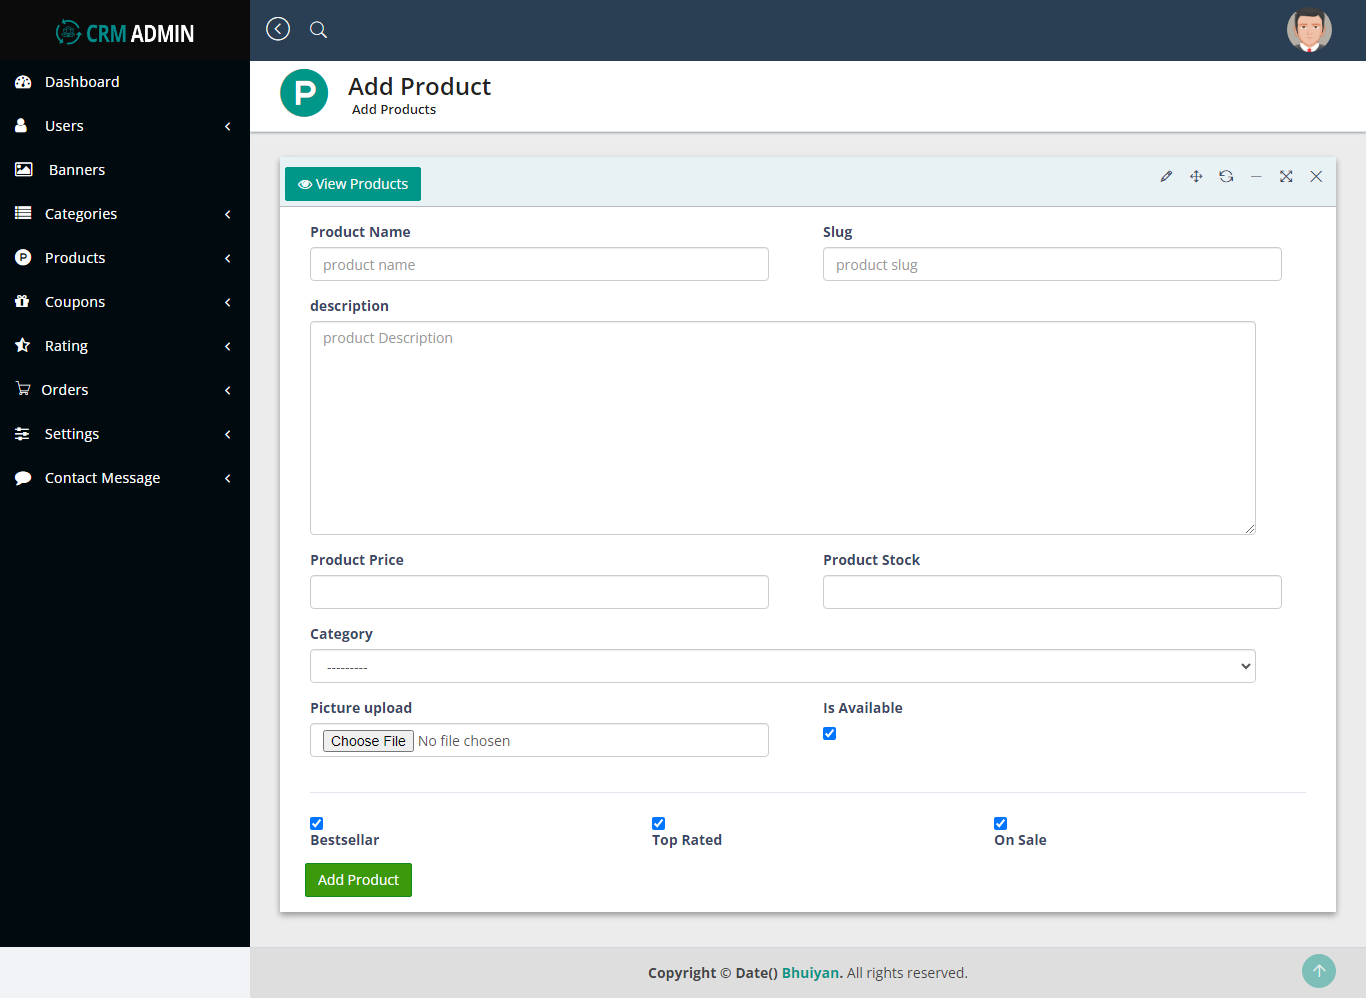 CRM ADMIN
Dashboard
Users
Banners
Categories
Products
Coupons
Rating
Orders
Settings
Contact Message
P
Add Product
Add Products
View Products
Product Name
Slug
product name
product slug
description
product Description
Product Price
Product Stock
Category
---------
Picture upload
Is Available
Choose File No file chosen
Bestsellar
Top Rated
On Sale
Add Product
Copyright © Date() Bhuiyan. All rights reserved.